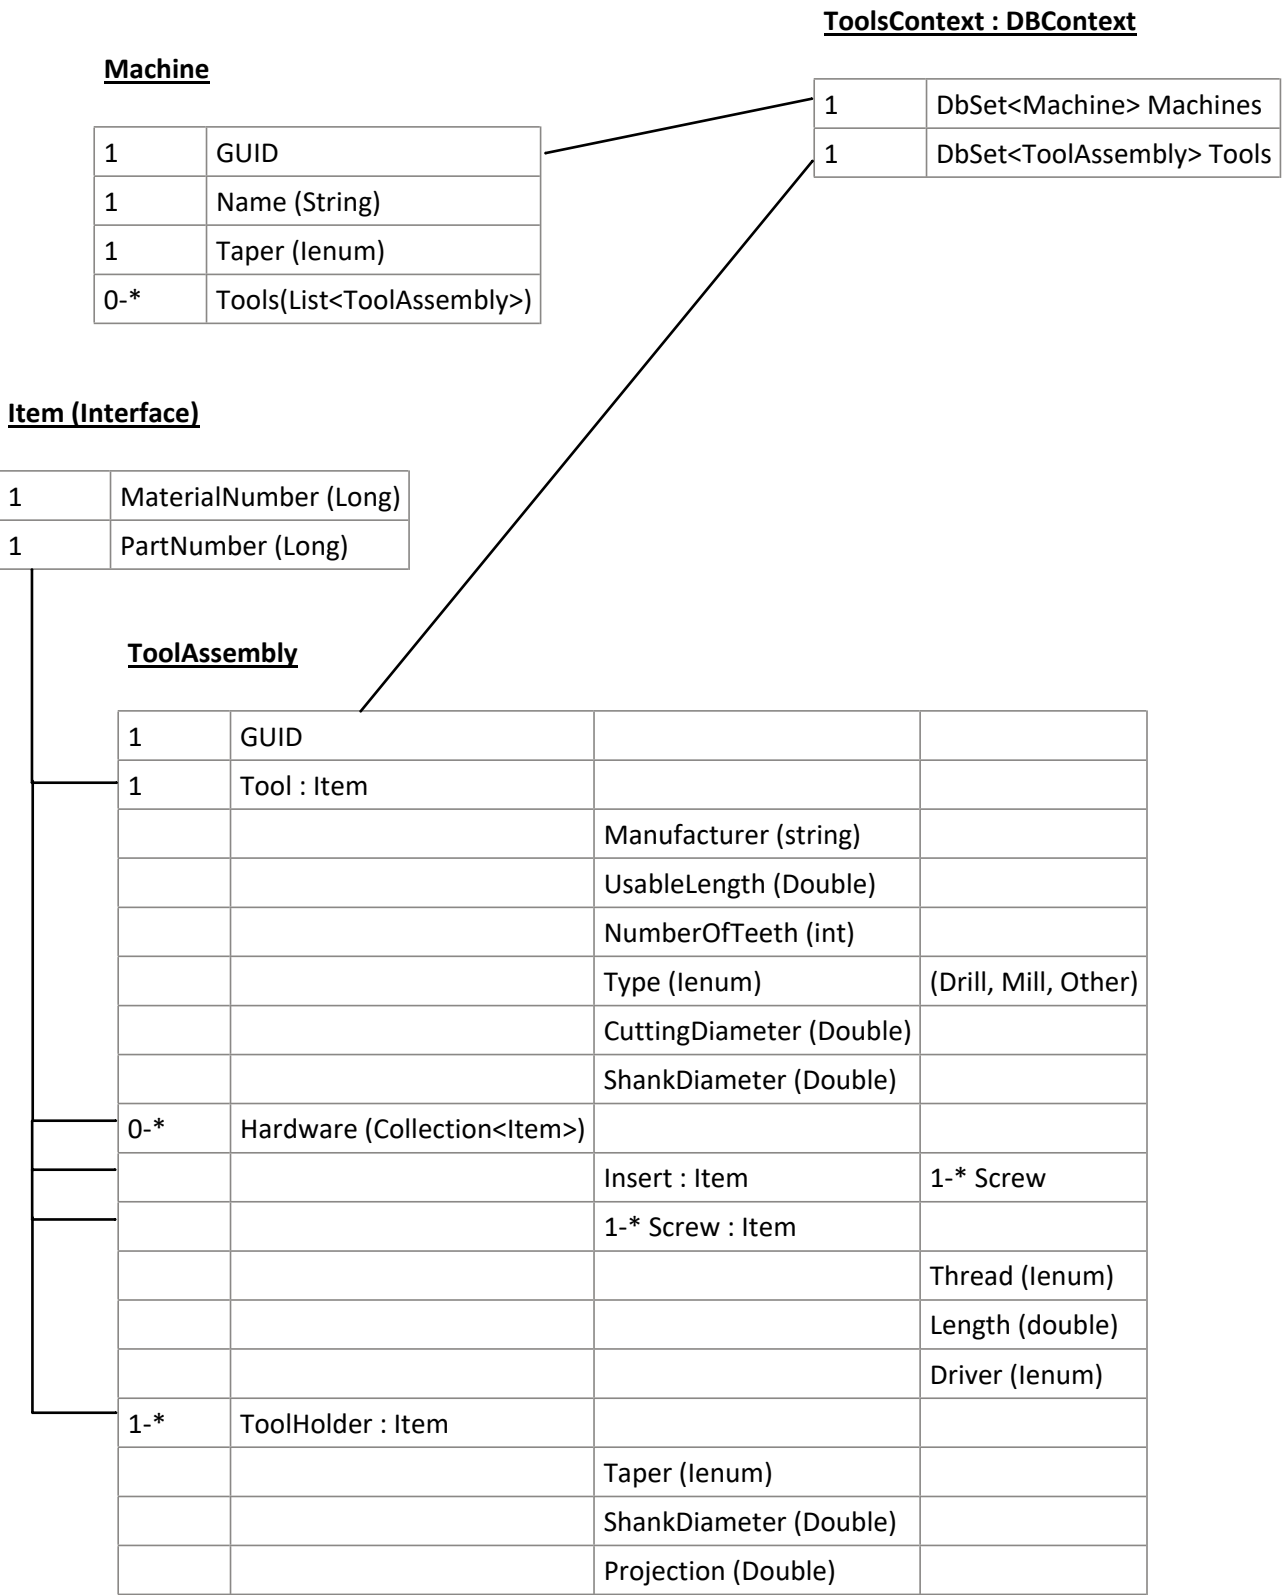 ToolsContext : DBContext
1 DbSet<Machine> Machines
1 DbSet<ToolAssembly> Tools
Machine
1 GUID
1 Name (String)
1 Taper (Ienum)
0-* Tools(List<ToolAssembly>)
Item (Interface)
1 MaterialNumber (Long)
1 PartNumber (Long)
ToolAssembly
1 GUID
1 Tool : Item
Manufacturer (string)
UsableLength (Double)
NumberOfTeeth (int)
Type (Ienum) (Drill, Mill, Other)
CuttingDiameter (Double)
ShankDiameter (Double)
0-* Hardware (Collection<Item>)
Insert : Item 1-* Screw
1-* Screw : Item
Thread (Ienum)
Length (double)
Driver (Ienum)
1-* ToolHolder : Item
Taper (Ienum)
ShankDiameter (Double)
Projection (Double)